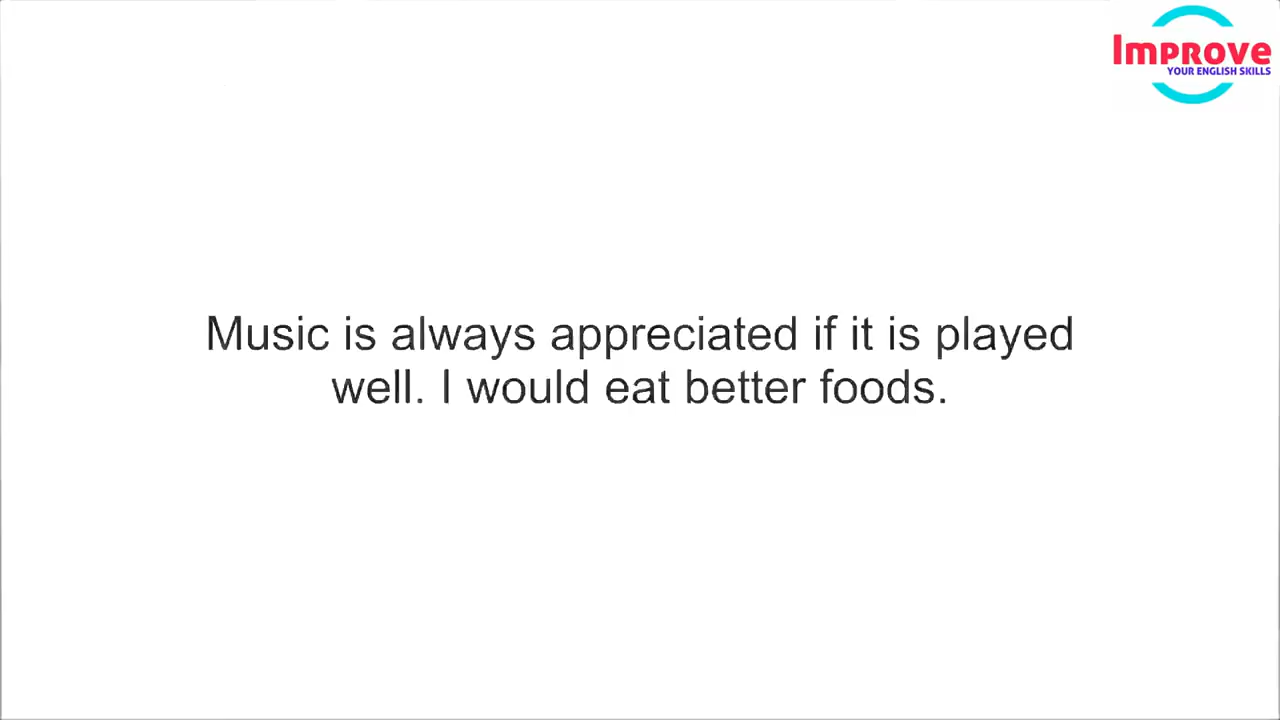 Improve
YOUR ENGLISH SKILLS
Music is always appreciated if it is played
well. I would eat better foods.